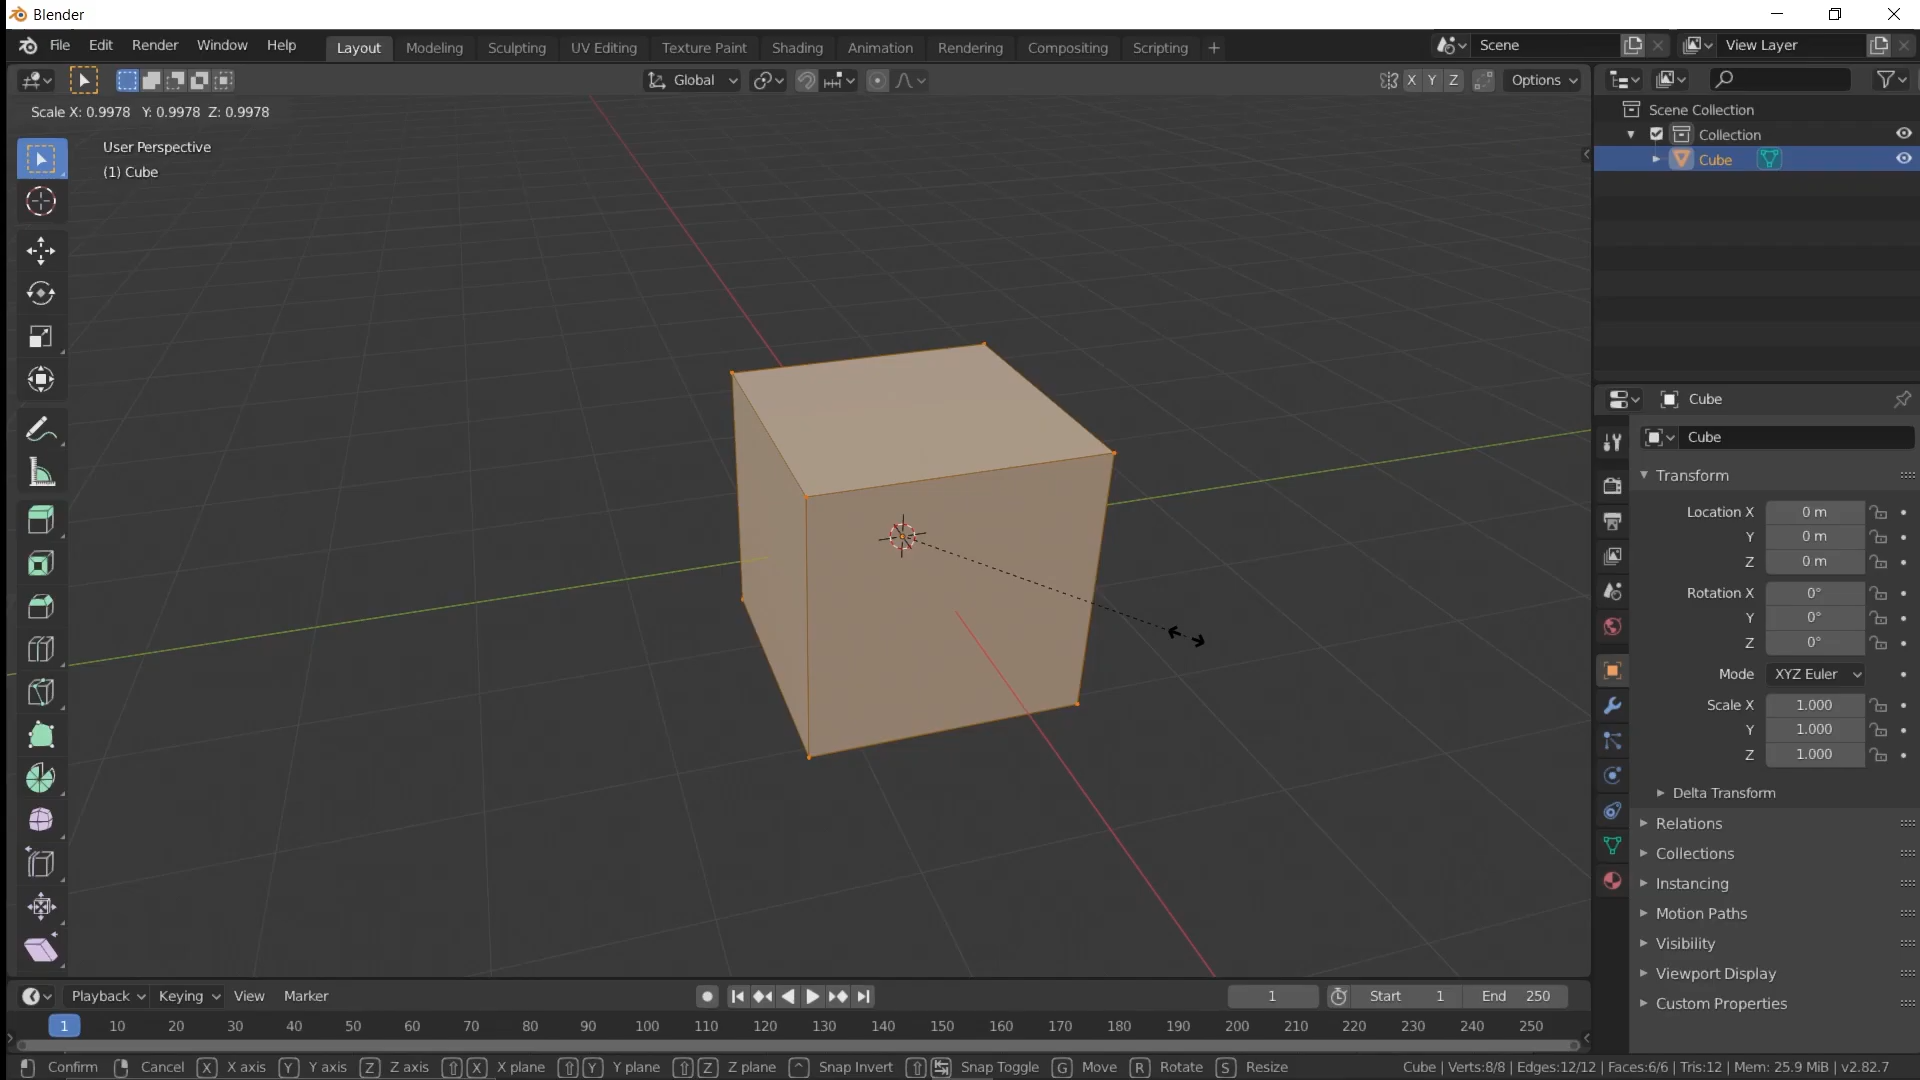 Blender
File Edit Render Window Help Layout Modeling Sculpting UV Editing Texture Paint Shading Animation Rendering Compositing Scripting + Scene View Layer
Global X Y Z Options
Scale X: 0.9978 Y: 0.9978 Z: 0.9978
User Perspective
(1) Cube
Scene Collection
Collection
Cube
Cube
Cube
Transform
Location X 0 m
Y 0 m
Z 0 m
Rotation X 0°
Y 0°
Z 0°
Mode XYZ Euler
Scale X 1.000
Y 1.000
Z 1.000
Delta Transform
Relations
Collections
Instancing
Motion Paths
Visibility
Viewport Display
Custom Properties
Playback Keying View Marker 1 Start 1 End 250
1 10 20 30 40 50 60 70 80 90 100 110 120 130 140 150 160 170 180 190 200 210 220 230 240 250
Confirm Cancel X X axis Y Y axis Z Z axis X X plane Y Y plane Z Z plane Snap Invert Snap Toggle G Move R Rotate S Resize Cube | Verts:8/8 | Edges:12/12 | Faces:6/6 | Tris:12 | Mem: 25.9 MiB | v2.82.7